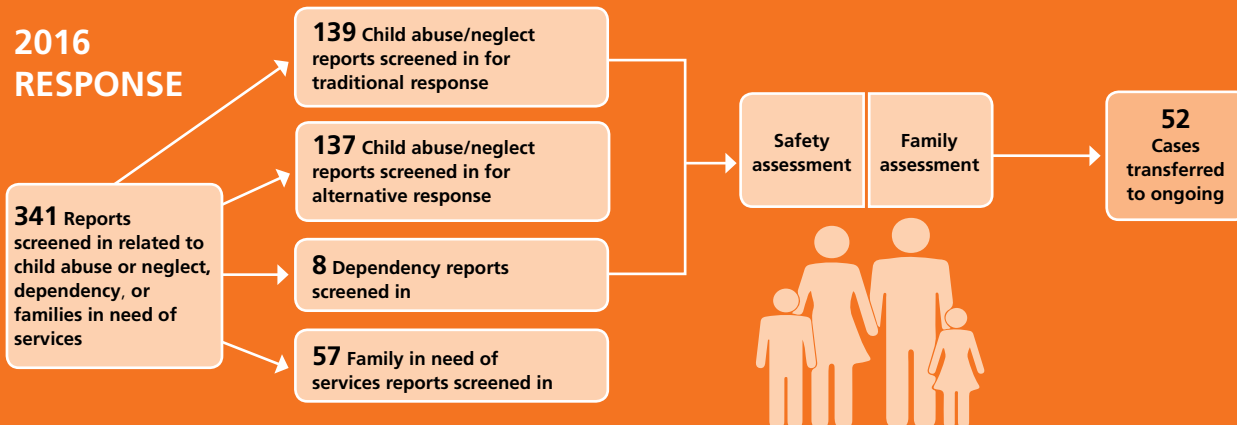 2016
RESPONSE
341 Reports
screened in related to
child abuse or neglect,
dependency, or
families in need of
services
139 Child abuse/neglect
reports screened in for
traditional response
137 Child abuse/neglect
reports screened in for
alternative response
8 Dependency reports
screened in
57 Family in need of
services reports screened in
Safety
assessment
Family
assessment
52
Cases
transferred
to ongoing